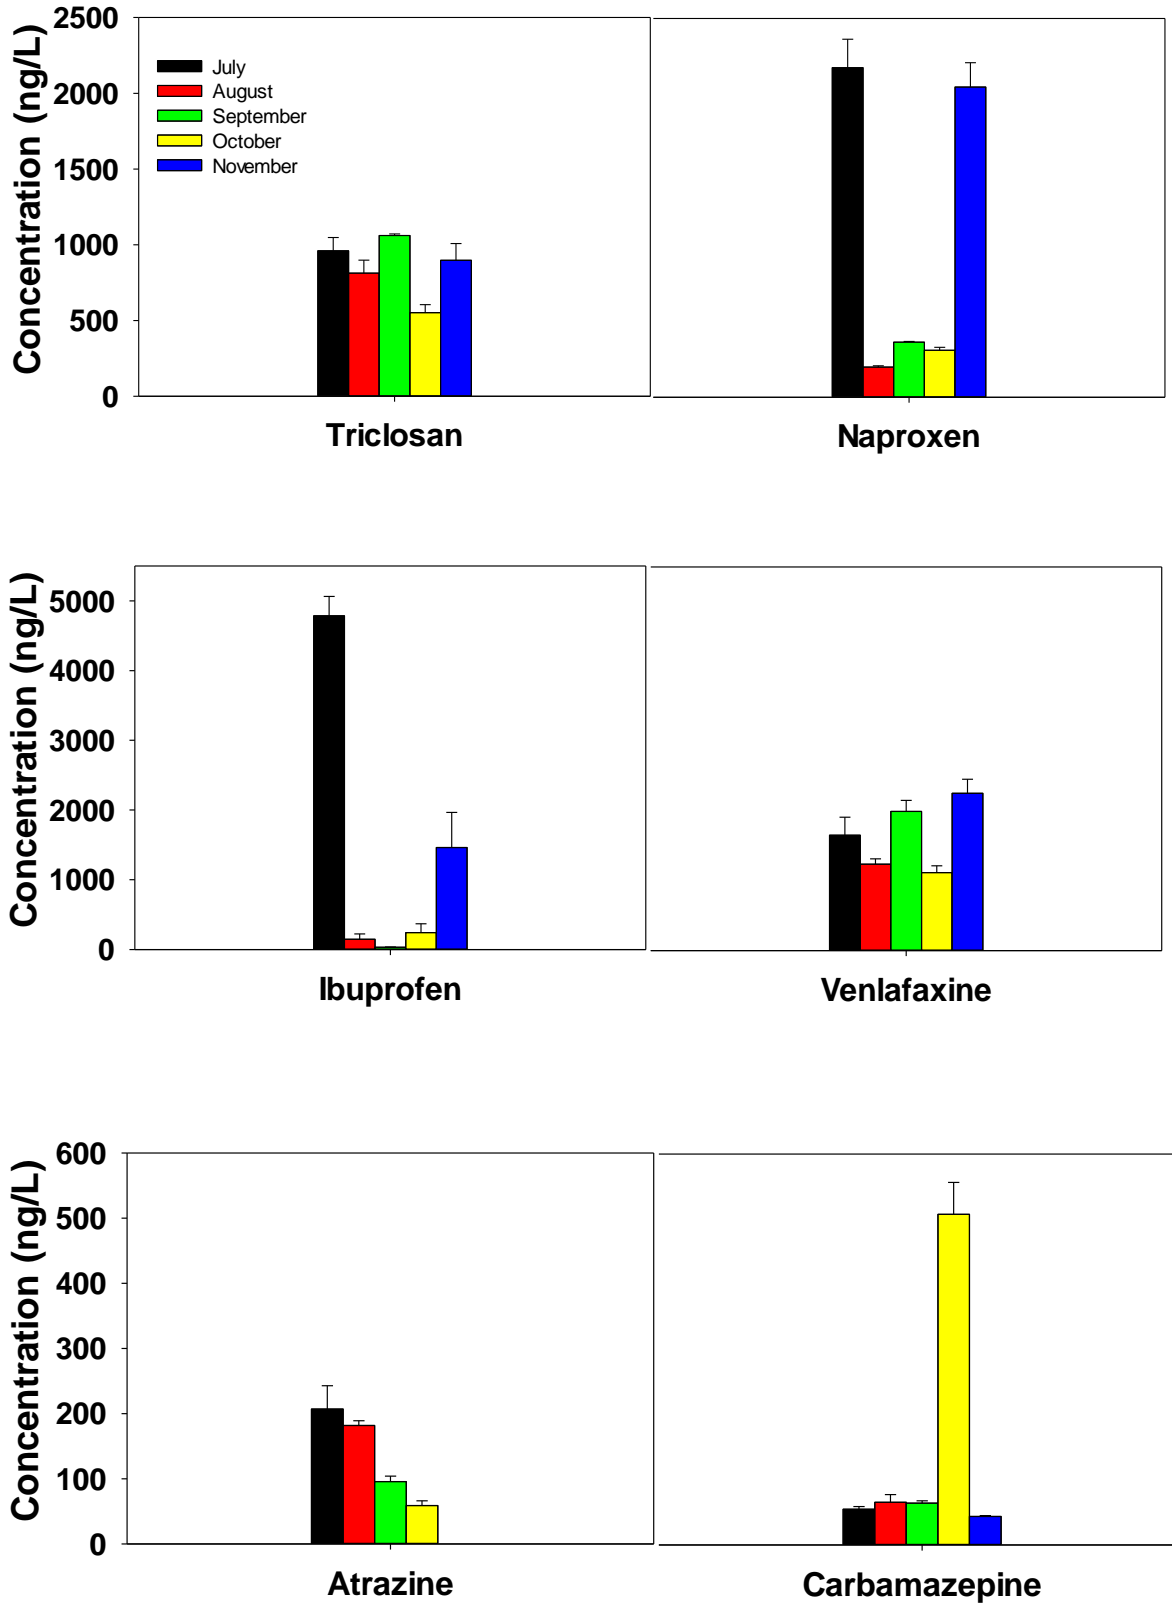 Concentration (ng/L)
2500
2000
1500
1000
500
0
July
August
September
October
November
Triclosan
Naproxen
Concentration (ng/L)
5000
4000
3000
2000
1000
0
Ibuprofen
Venlafaxine
Concentration (ng/L)
600
500
400
300
200
100
0
Atrazine
Carbamazepine